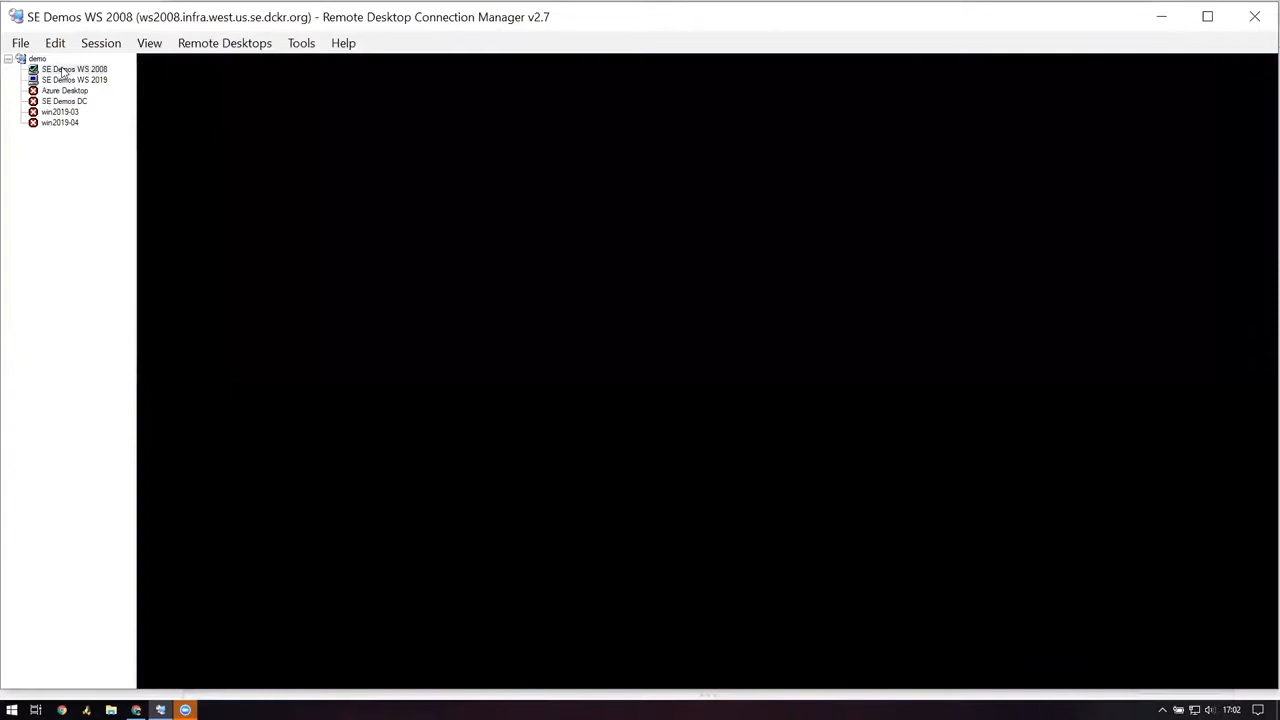 SE Demos WS 2008 (ws2008.infra.west.us.se.dckr.org) - Remote Desktop Connection Manager v2.7
File Edit Session View Remote Desktops Tools Help
demo
SE Demos WS 2008
SE Demos WS 2019
Azure Desktop
SE Demos DC
win2019-03
win2019-04
17:02